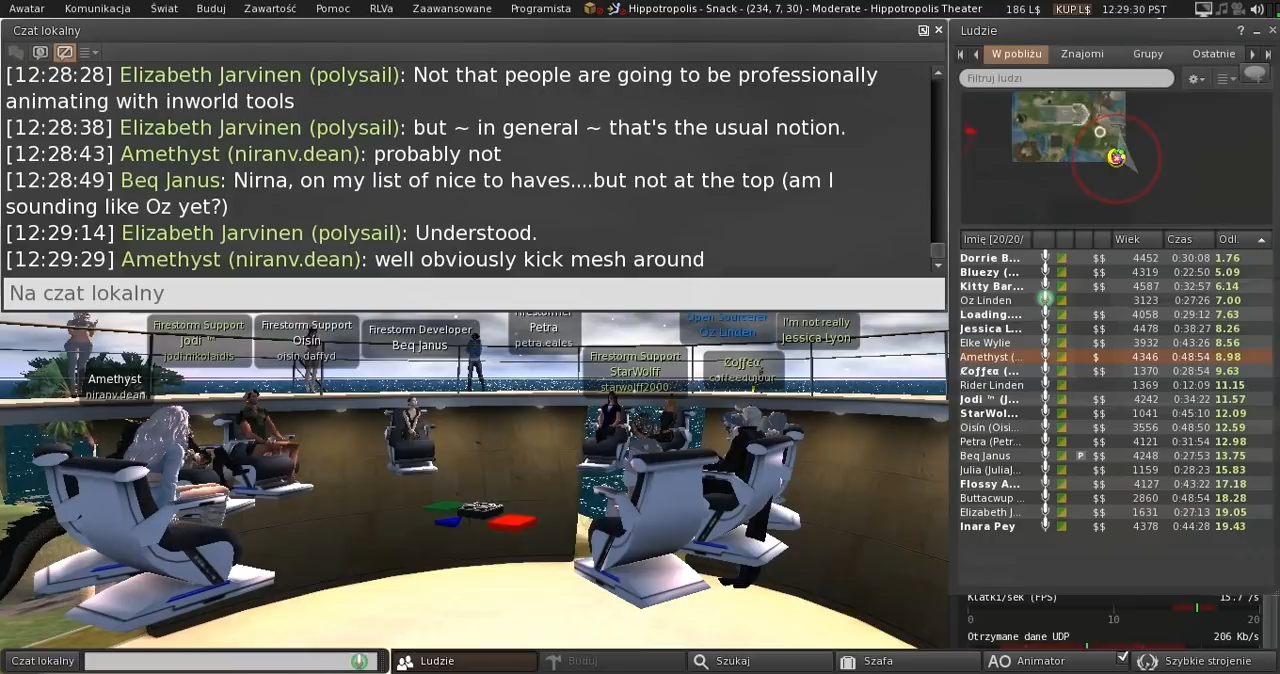 Awatar Komunikacja Świat Buduj Zawartość Pomoc RLVa Zaawansowane Programista Hippotropolis - Snack - (234, 7, 30) - Moderate - Hippotropolis Theater 186 L$ KUP L$ 12:29:30 PST
Czat lokalny
[12:28:28] Elizabeth Jarvinen (polysail): Not that people are going to be professionally
animating with inworld tools
[12:28:38] Elizabeth Jarvinen (polysail): but ~ in general ~ that's the usual notion.
[12:28:43] Amethyst (niranv.dean): probably not
[12:28:49] Beq Janus: Nirna, on my list of nice to haves....but not at the top (am I
sounding like Oz yet?)
[12:29:14] Elizabeth Jarvinen (polysail): Understood.
[12:29:29] Amethyst (niranv.dean): well obviously kick mesh around
Na czat lokalny
Firestorm Support
Jodi ™
jodi.nikolaidis
Firestorm Support
Oisin
oisin.daffyd
Firestorm Developer
Beq Janus
Petra
petra.eales
Firestorm Support
StarWolff
starwolff2000
Open Sourcerer
Oz Linden
I'm not really
Jessica Lyon
Coffee
coffeedujour
Amethyst
niranv.dean
Ludzie
W pobliżu Znajomi Grupy Ostatnie
Filtruj ludzi
Imię [20/20/ Wiek Czas Odl.
Dorrie B... $$ 4452 0:30:08 1.76
Bluezy (... $$ 4319 0:22:50 5.09
Kitty Bar... $$ 4587 0:32:57 6.14
Oz Linden 3123 0:27:26 7.00
Loading.... $$ 4058 0:29:12 7.63
Jessica L... $$ 4478 0:38:27 8.26
Elke Wylie $$ 3932 0:43:26 8.56
Amethyst (... $ 4346 0:48:54 8.98
Coffee (... $$ 1370 0:28:54 9.63
Rider Linden 1369 0:12:09 11.15
Jodi ™ (J... $$ 4242 0:34:22 11.57
StarWol... $$ 1041 0:45:10 12.09
Oisín (Oisi... $$ 3556 0:48:50 12.59
Petra (Petr... $$ 4121 0:31:54 12.98
Beq Janus P $$ 4248 0:27:53 13.75
Julia (JuliaJ... $$ 1159 0:28:23 15.83
Flossy A... $$ 4127 0:43:22 17.18
Buttacwup ... $$ 2860 0:48:54 18.28
Elizabeth J... $$ 1631 0:27:13 19.05
Inara Pey $$ 4378 0:44:28 19.43
Klatki/sek (FPS) 15.7 /s
0 10 20
Otrzymane dane UDP 206 Kb/s
Czat lokalny Ludzie Buduj Szukaj Szafa AO Animator Szybkie strojenie